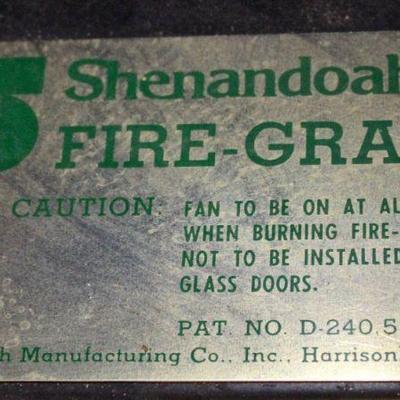 Shenandoah
FIRE-GRA
CAUTION: FAN TO BE ON AT AL
WHEN BURNING FIRE-
NOT TO BE INSTALLED
GLASS DOORS.
PAT. NO. D-240.5
h Manufacturing Co., Inc., Harrison